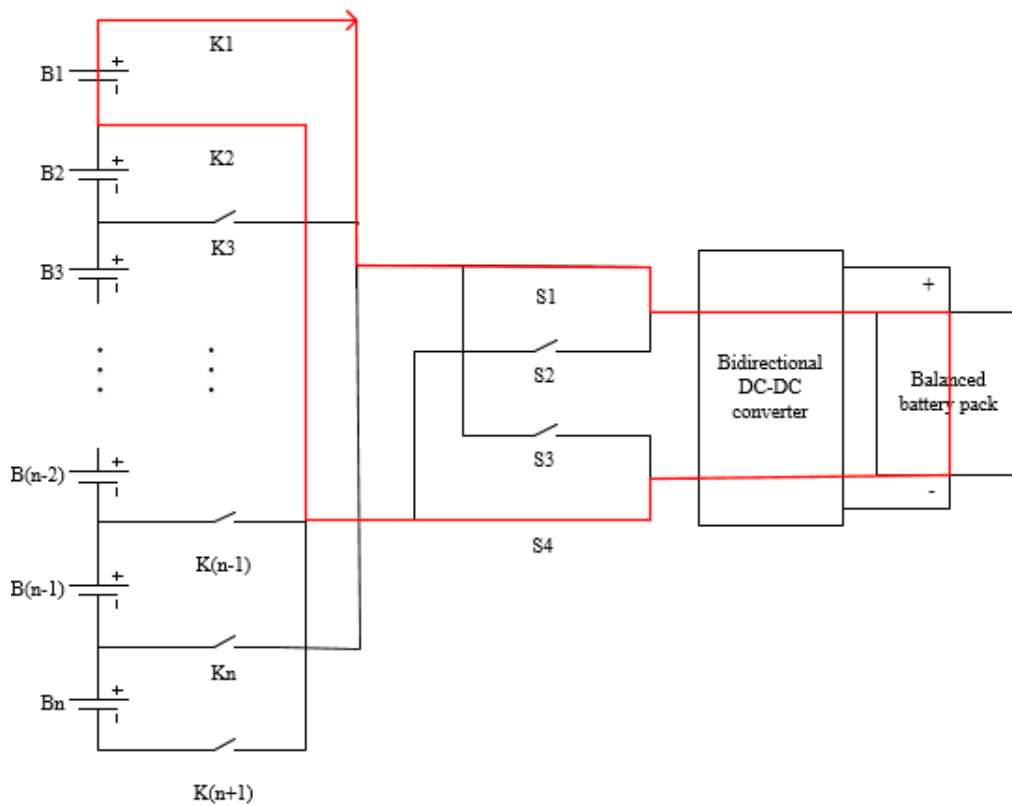 K1
B1
+
-
K2
B2
+
-
K3
B3
+
-
S1
S2
S3
S4
Bidirectional
DC-DC
converter
+
Balanced
battery pack
-
B(n-2)
+
-
K(n-1)
B(n-1)
+
-
Kn
Bn
+
-
K(n+1)